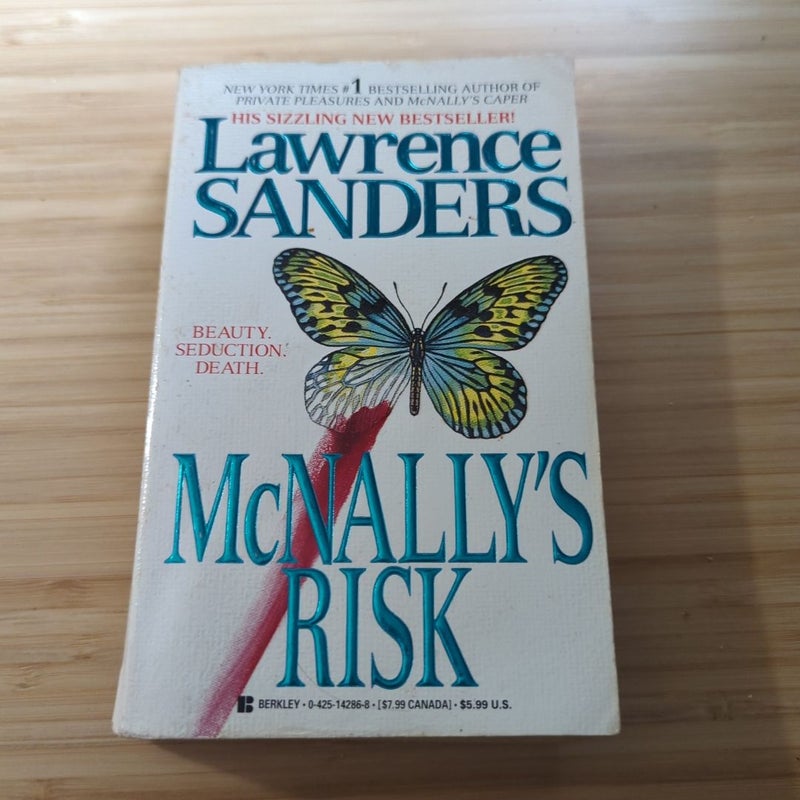 NEW YORK TIMES #1 BESTSELLING AUTHOR OF
PRIVATE PLEASURES AND McNALLY'S CAPER
HIS SIZZLING NEW BESTSELLER!
Lawrence
SANDERS
BEAUTY.
SEDUCTION.
DEATH.
McNALLY'S
RISK
BERKLEY • 0-425-14286-8 • [$7.99 CANADA] • $5.99 U.S.